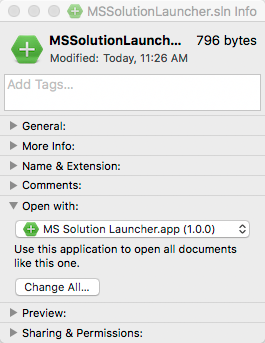 MSSolutionLauncher.sln Info
MSSolutionLaunch... 796 bytes
Modified: Today, 11:26 AM
Add Tags...
General:
More Info:
Name & Extension:
Comments:
Open with:
MS Solution Launcher.app (1.0.0)
Use this application to open all documents
like this one.
Change All...
Preview:
Sharing & Permissions: